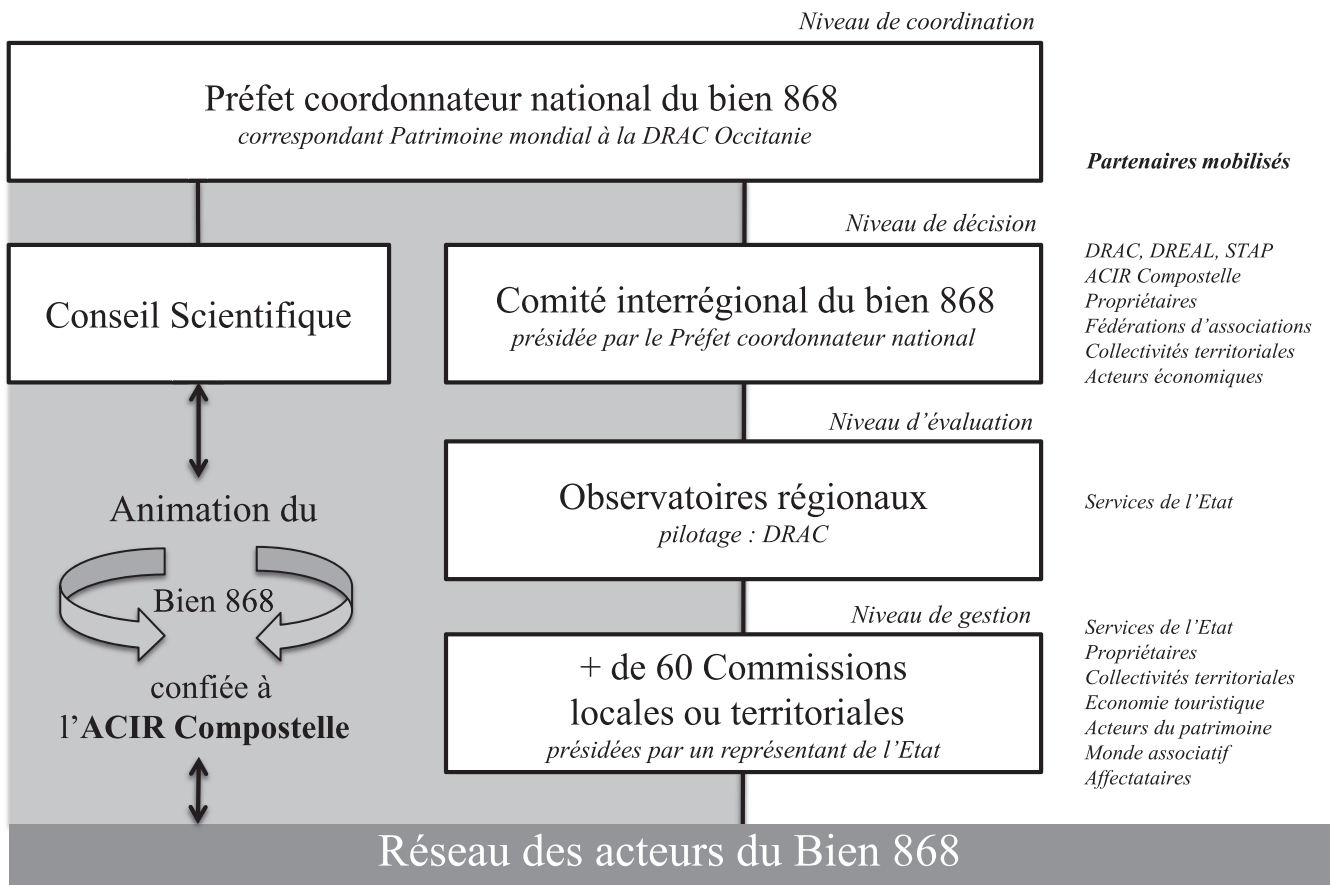 Niveau de coordination
Préfet coordonnateur national du bien 868
correspondant Patrimoine mondial à la DRAC Occitanie
Partenaires mobilisés
Niveau de décision
Conseil Scientifique
Comité interrégional du bien 868
présidée par le Préfet coordonnateur national
DRAC, DREAL, STAP
ACIR Compostelle
Propriétaires
Fédérations d'associations
Collectivités territoriales
Acteurs économiques
Niveau d'évaluation
Observatoires régionaux
pilotage : DRAC
Services de l'Etat
Animation du
Bien 868
confiée à
l'ACIR Compostelle
Niveau de gestion
+ de 60 Commissions
locales ou territoriales
présidées par un représentant de l'Etat
Services de l'Etat
Propriétaires
Collectivités territoriales
Economie touristique
Acteurs du patrimoine
Monde associatif
Affectataires
Réseau des acteurs du Bien 868